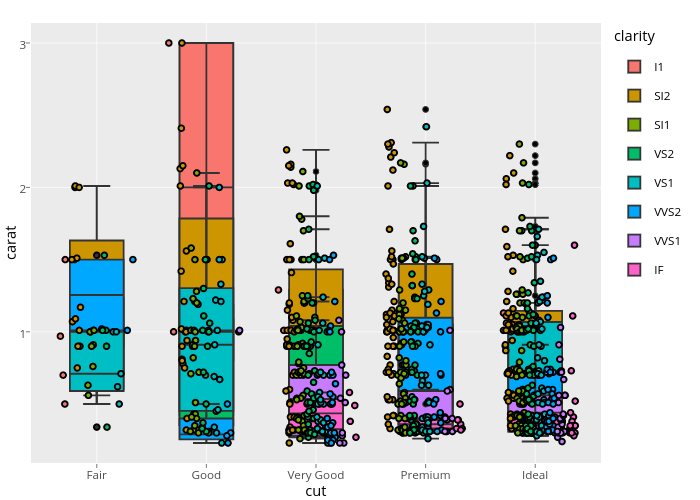 clarity
I1
SI2
SI1
VS2
VS1
VVS2
VVS1
IF
3
2
1
carat
Fair Good Very Good Premium Ideal
cut